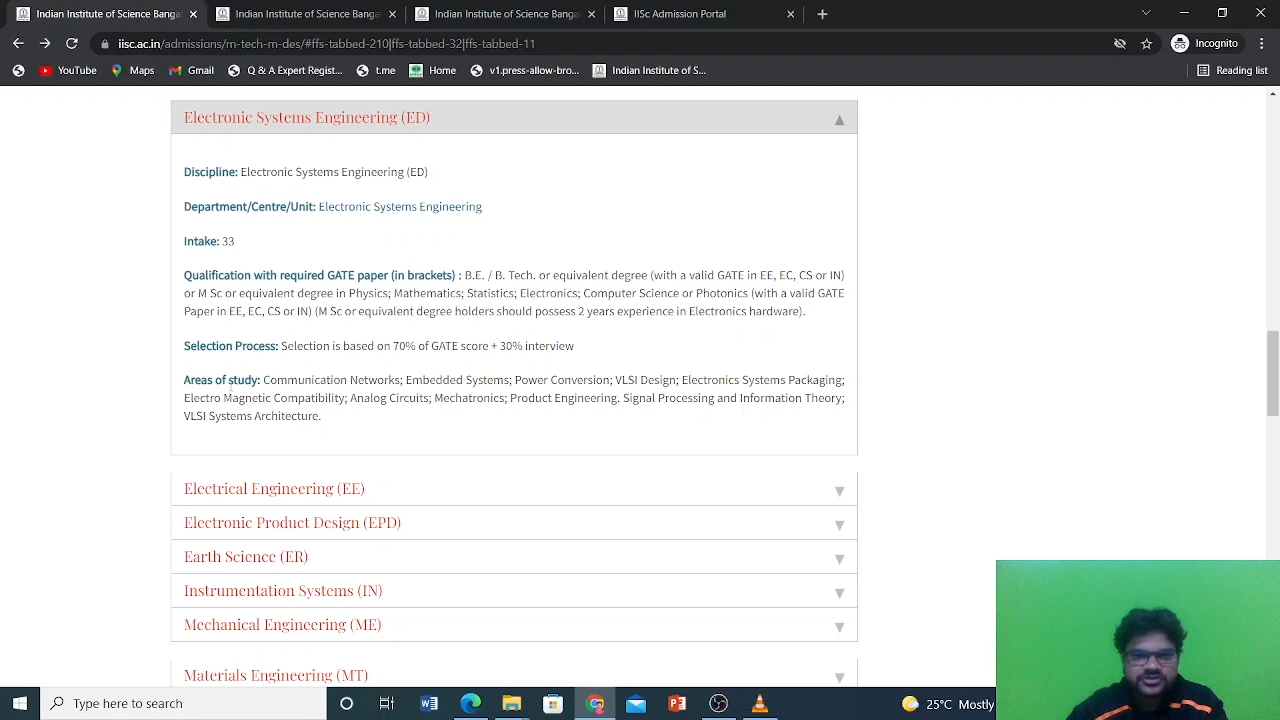 Indian Institute of Science Bangal
Indian Institute of Science Bangal
Indian Institute of Science Bangal
IISc Admission Portal
iisc.ac.in/admissions/m-tech-m-des/#ffs-tabbed-210|ffs-tabbed-32|ffs-tabbed-11
Incognito
YouTube
Maps
Gmail
Q & A Expert Regist...
t.me
Home
v1.press-allow-bro...
Indian Institute of S...
Reading list
Electronic Systems Engineering (ED)
Discipline: Electronic Systems Engineering (ED)
Department/Centre/Unit: Electronic Systems Engineering
Intake: 33
Qualification with required GATE paper (in brackets) : B.E. / B. Tech. or equivalent degree (with a valid GATE in EE, EC, CS or IN)
or M Sc or equivalent degree in Physics; Mathematics; Statistics; Electronics; Computer Science or Photonics (with a valid GATE
Paper in EE, EC, CS or IN) (M Sc or equivalent degree holders should possess 2 years experience in Electronics hardware).
Selection Process: Selection is based on 70% of GATE score + 30% interview
Areas of study: Communication Networks; Embedded Systems; Power Conversion; VLSI Design; Electronics Systems Packaging;
Electro Magnetic Compatibility; Analog Circuits; Mechatronics; Product Engineering. Signal Processing and Information Theory;
VLSI Systems Architecture.
Electrical Engineering (EE)
Electronic Product Design (EPD)
Earth Science (ER)
Instrumentation Systems (IN)
Mechanical Engineering (ME)
Materials Engineering (MT)
Type here to search
25°C Mostly